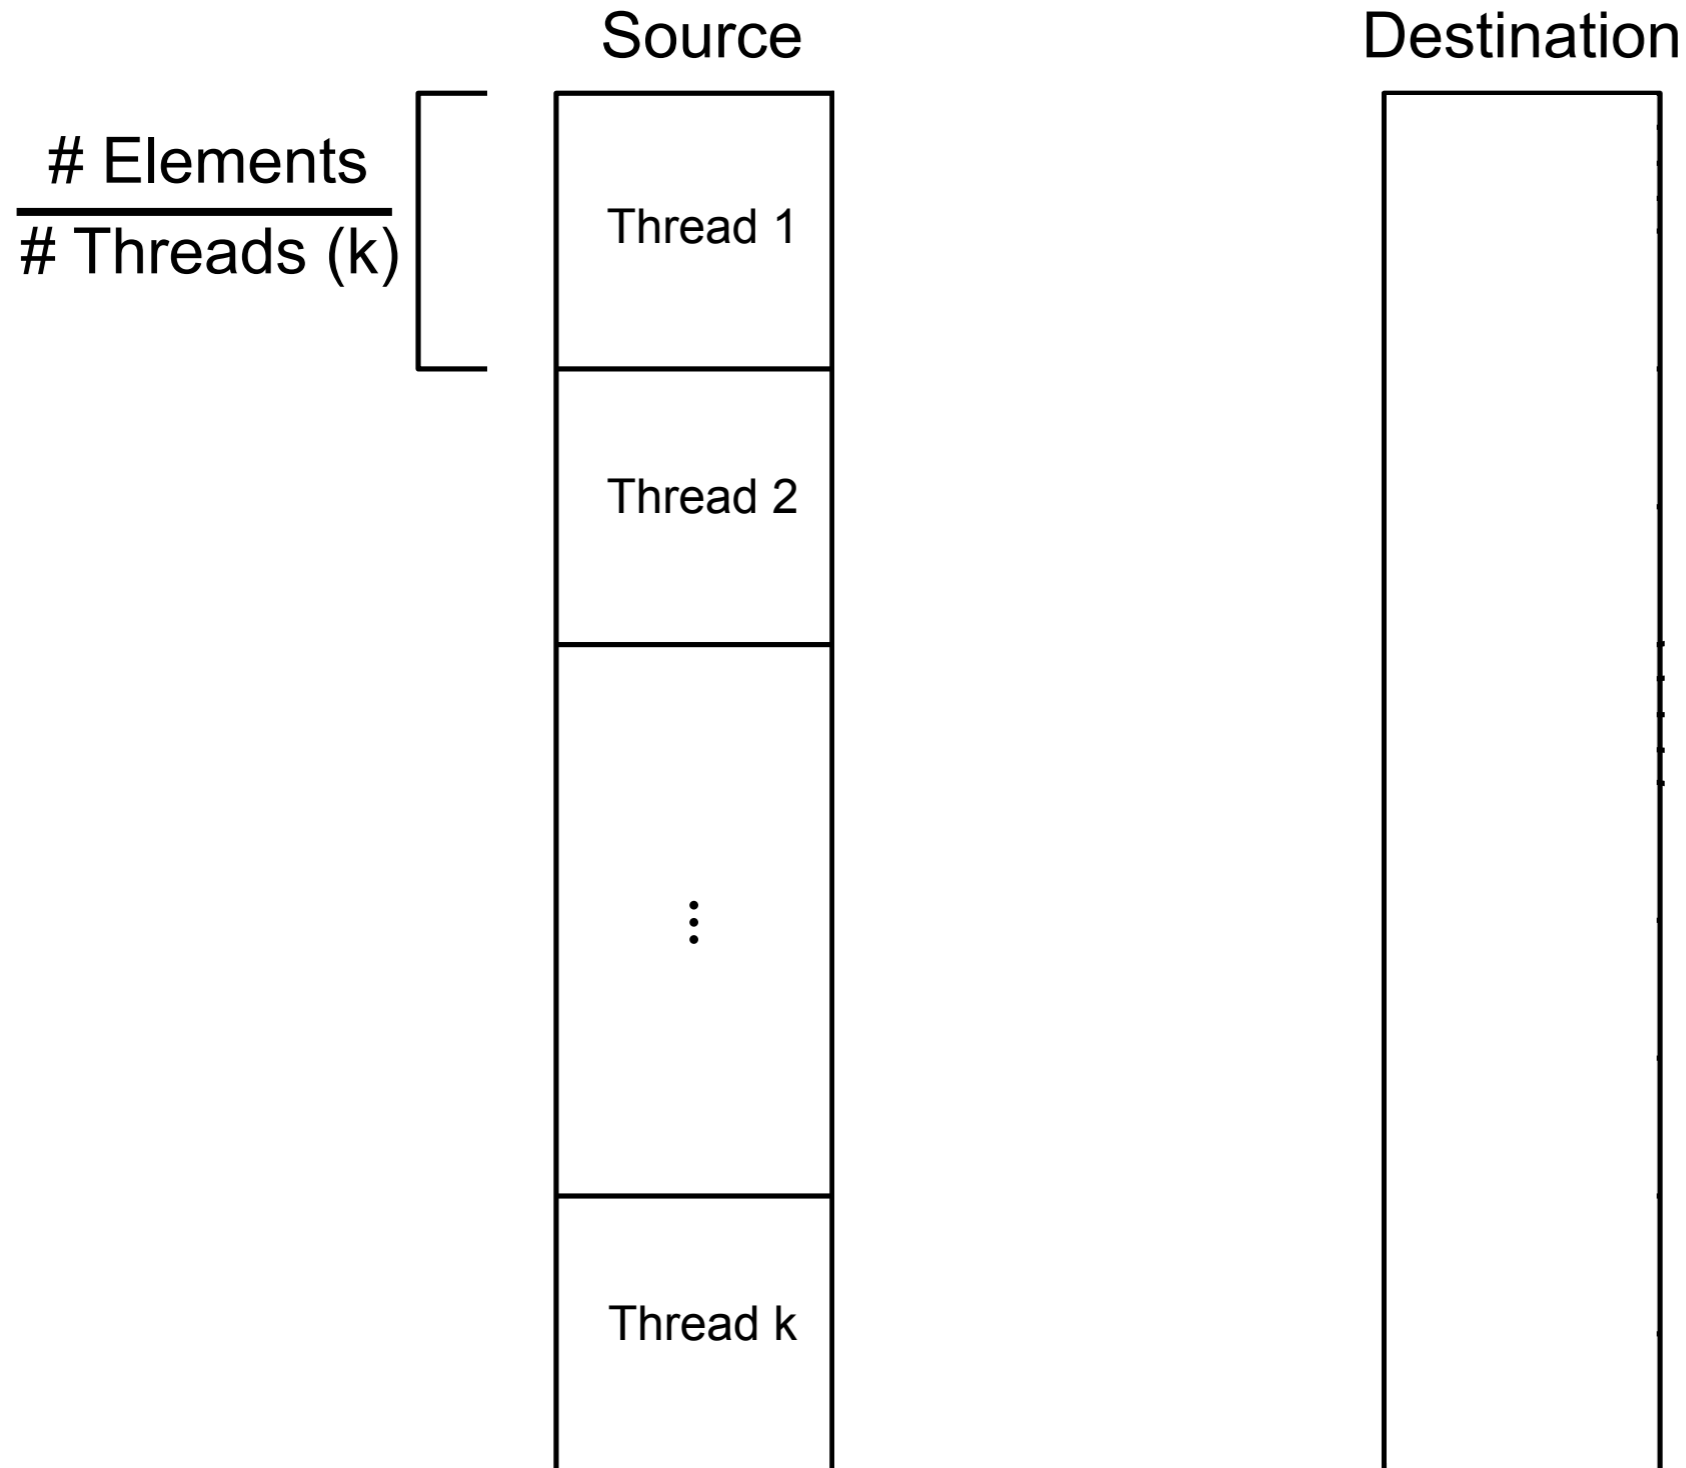 Source
Destination
# Elements
# Threads (k)
Thread 1
Thread 2
⋮
Thread k